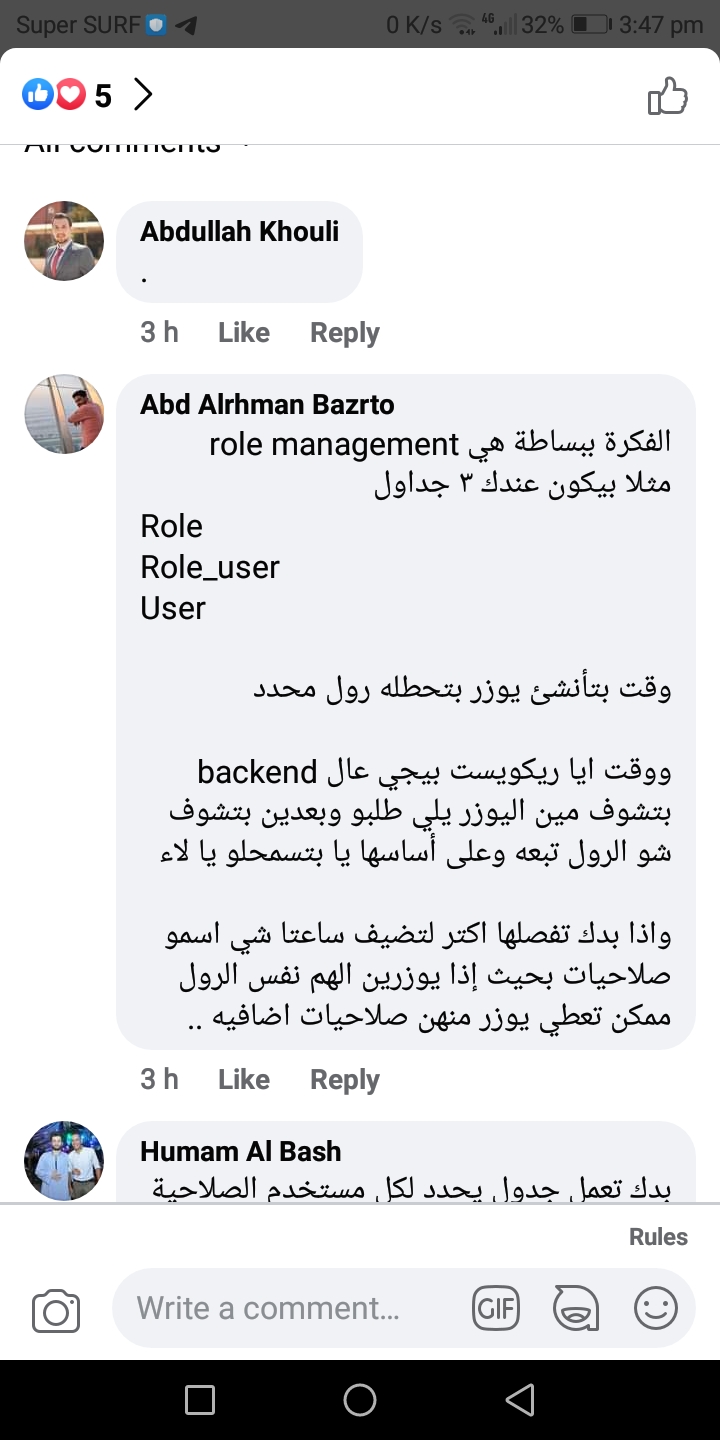 Super SURF
0 K/s 4G 32% 3:47 pm
5
All comments
Abdullah Khouli
.
3 h Like Reply
Abd Alrhman Bazrto
الفكرة ببساطة هي role management
مثلا بيكون عندك ٣ جداول
Role
Role_user
User
وقت بتأنشئ يوزر بتحطله رول محدد
ووقت ايا ريكويست بيجي عال backend
بتشوف مين اليوزر يلي طلبو وبعدين بتشوف
شو الرول تبعه وعلى أساسها يا بتسمحلو يا لاء
واذا بدك تفصلها اكتر لتضيف ساعتا شي اسمو
صلاحيات بحيث إذا يوزرين الهم نفس الرول
ممكن تعطي يوزر منهن صلاحيات اضافيه ..
3 h Like Reply
Humam Al Bash
بدك تعمل جدول يحدد لكل مستخدم الصلاحية
Rules
Write a comment...
GIF